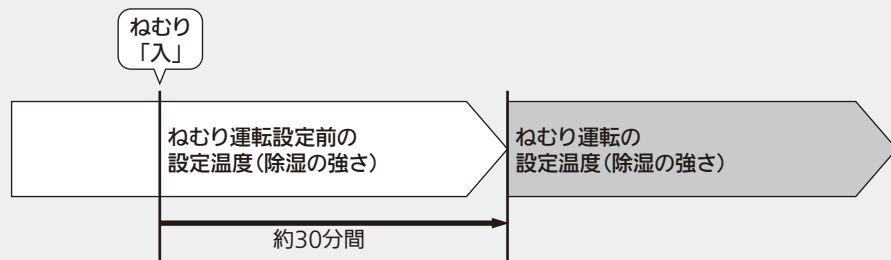 ねむり
「入」
ねむり運転設定前の
設定温度(除湿の強さ)
ねむり運転の
設定温度(除湿の強さ)
約30分間